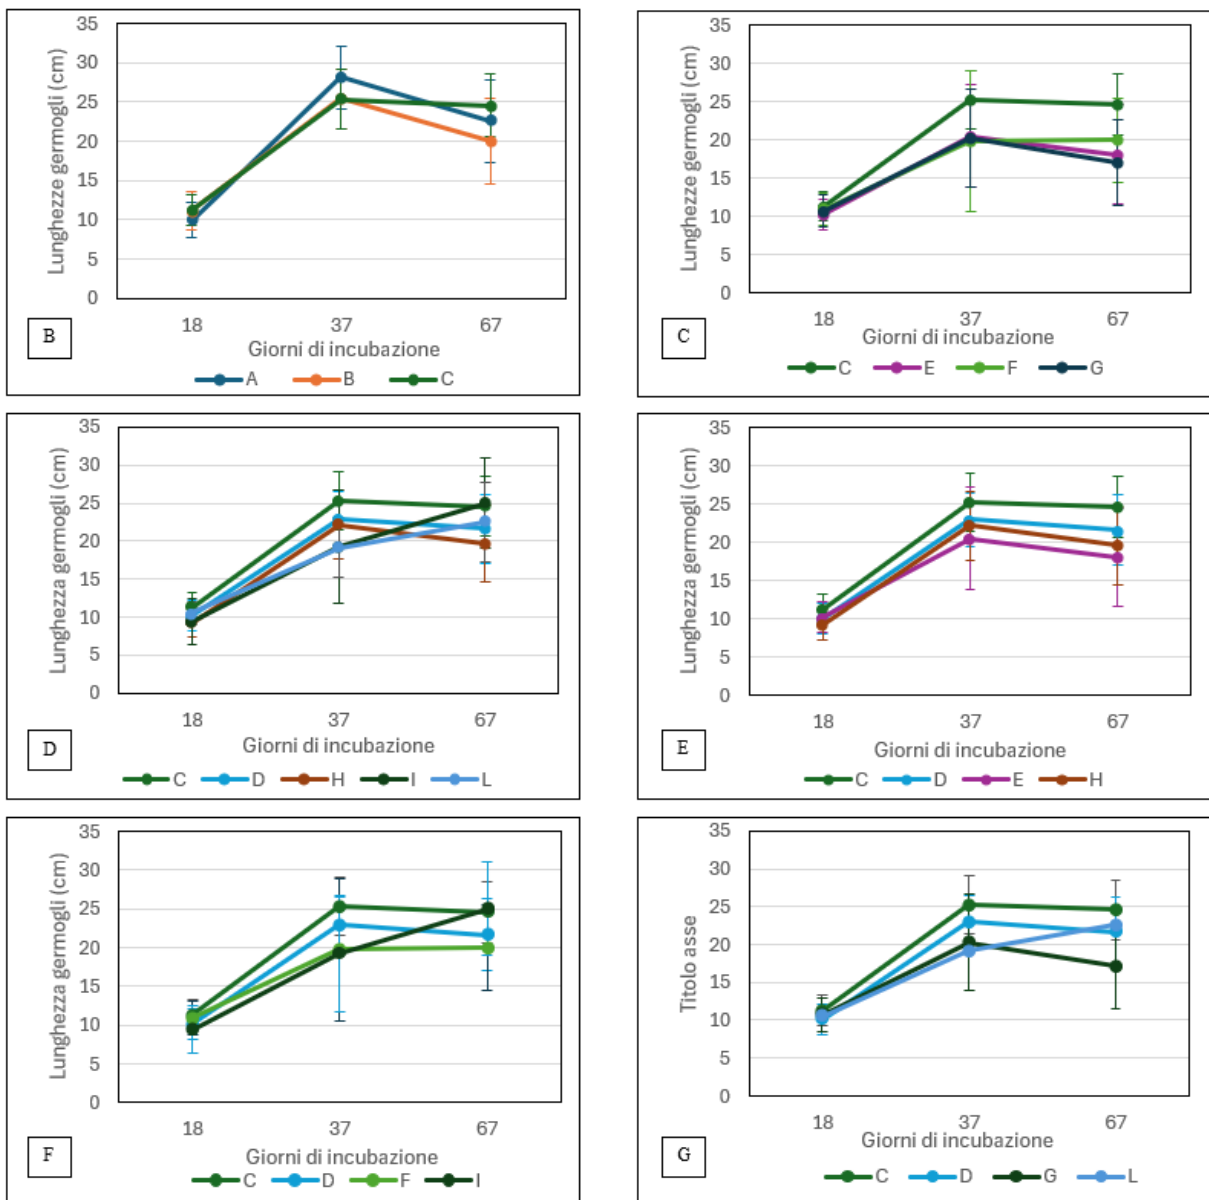 35
30
25
20
15
10
5
0
Lunghezze germogli (cm)
18 37 67
Giorni di incubazione
A B C
B
35
30
25
20
15
10
5
0
Lunghezze germogli (cm)
18 37 67
Giorni di incubazione
C E F G
C
35
30
25
20
15
10
5
0
Lunghezza germogli (cm)
18 37 67
Giorni di incubazione
C D H I L
D
35
30
25
20
15
10
5
0
Lunghezza germogli (cm)
18 37 67
Giorni di incubazione
C D E H
E
35
30
25
20
15
10
5
0
Lunghezza germogli (cm)
18 37 67
Giorni di incubazione
C D F I
F
35
30
25
20
15
10
5
0
Titolo asse
18 37 67
Giorni di incubazione
C D G L
G